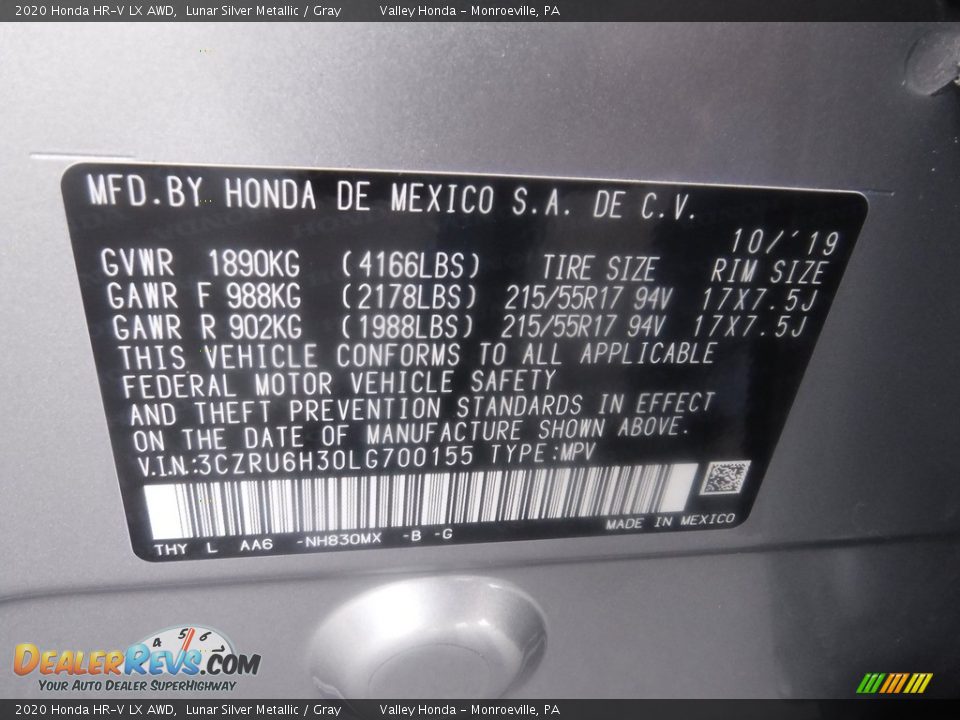 2020 Honda HR-V LX AWD, Lunar Silver Metallic / Gray Valley Honda - Monroeville, PA
MFD.BY HONDA DE MEXICO S.A. DE C.V.
10/'19
GVWR 1890KG (4166LBS) TIRE SIZE RIM SIZE
GAWR F 988KG (2178LBS) 215/55R17 94V 17X7.5J
GAWR R 902KG (1988LBS) 215/55R17 94V 17X7.5J
THIS VEHICLE CONFORMS TO ALL APPLICABLE
FEDERAL MOTOR VEHICLE SAFETY
AND THEFT PREVENTION STANDARDS IN EFFECT
ON THE DATE OF MANUFACTURE SHOWN ABOVE.
V.I.N.:3CZRU6H30LG700155 TYPE:MPV
MADE IN MEXICO
THY L AA6 -NH830MX -B -G
4 5 6 7
DEALERREVS.COM
YOUR AUTO DEALER SUPERHIGHWAY
2020 Honda HR-V LX AWD, Lunar Silver Metallic / Gray Valley Honda - Monroeville, PA